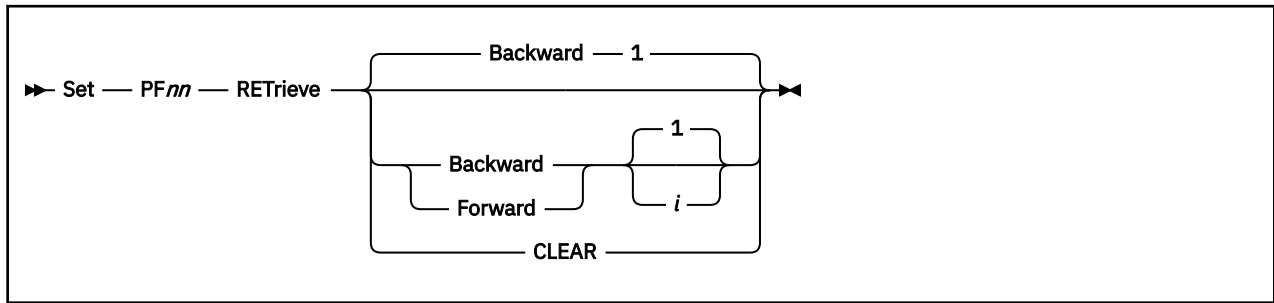 Backward 1
Set PFnn RETrieve
1
Backward
i
Forward
CLEAR